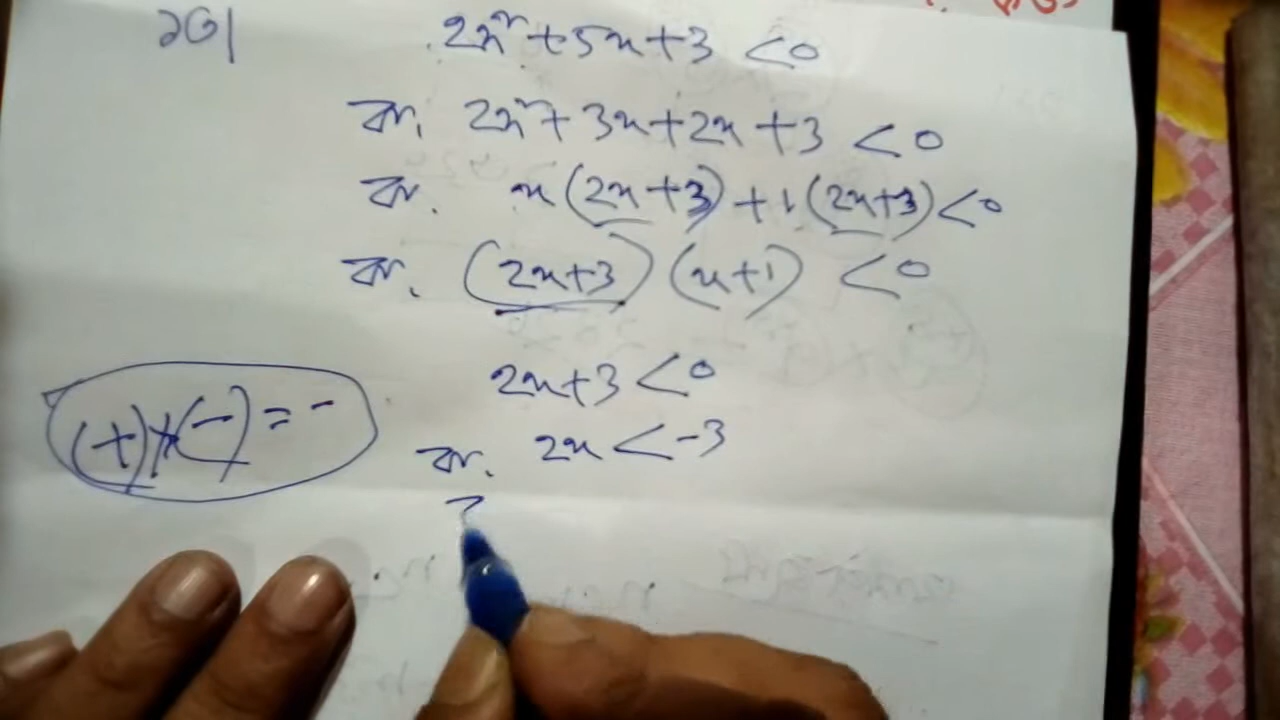 ২৩|
2x² + 5x + 3 < 0
বা, 2x² + 3x + 2x + 3 < 0
বা, x(2x+3) + 1(2x+3) < 0
বা, (2x+3) (x+1) < 0
2x+3 < 0
(+)×(-) = -
বা, 2x < -3